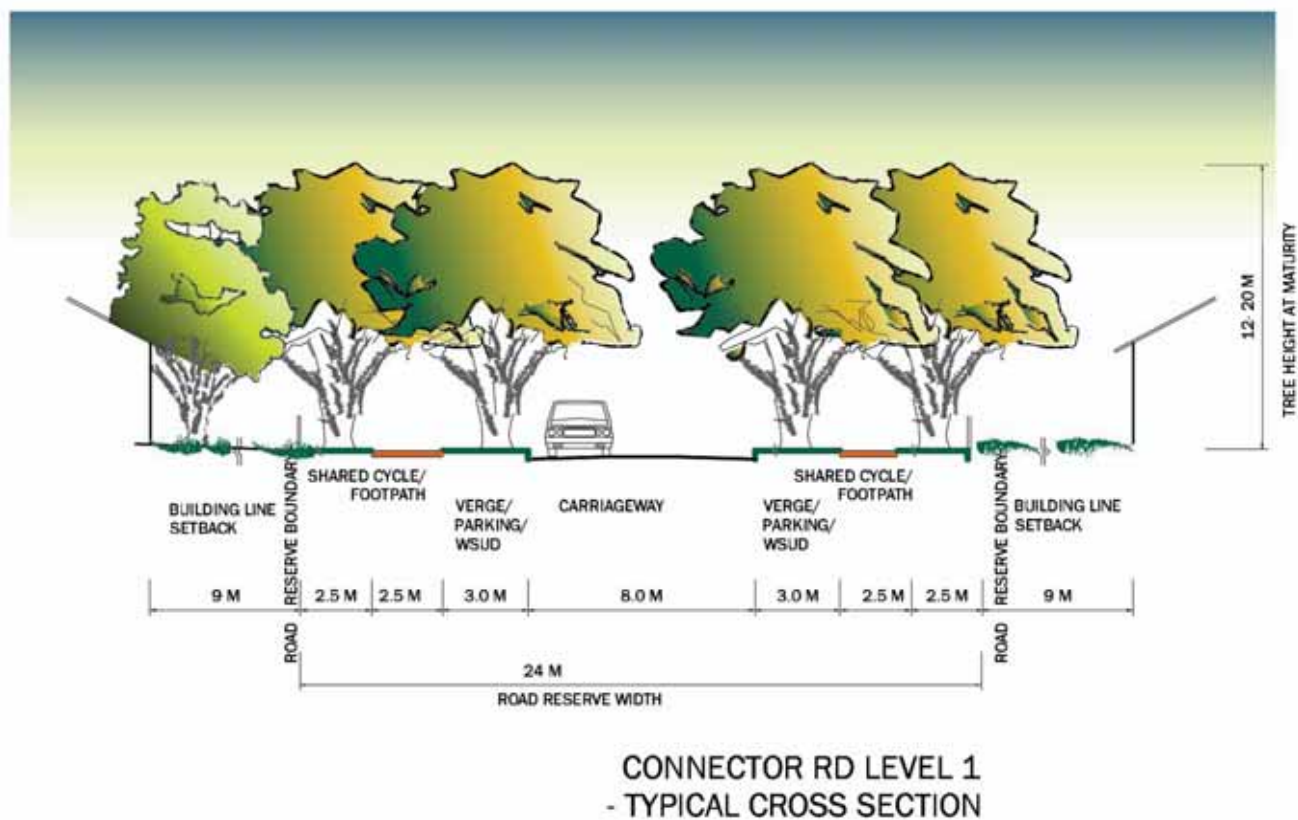 12 20 M
TREE HEIGHT AT MATURITY
SHARED CYCLE/
FOOTPATH
BUILDING LINE
SETBACK
ROAD RESERVE BOUNDARY
VERGE/
PARKING/
WSUD
CARRIAGEWAY
VERGE/
PARKING/
WSUD
SHARED CYCLE/
FOOTPATH
ROAD RESERVE BOUNDARY
BUILDING LINE
SETBACK
9 M
2.5 M
2.5 M
3.0 M
8.0 M
3.0 M
2.5 M
2.5 M
9 M
24 M
ROAD RESERVE WIDTH
CONNECTOR RD LEVEL 1
- TYPICAL CROSS SECTION